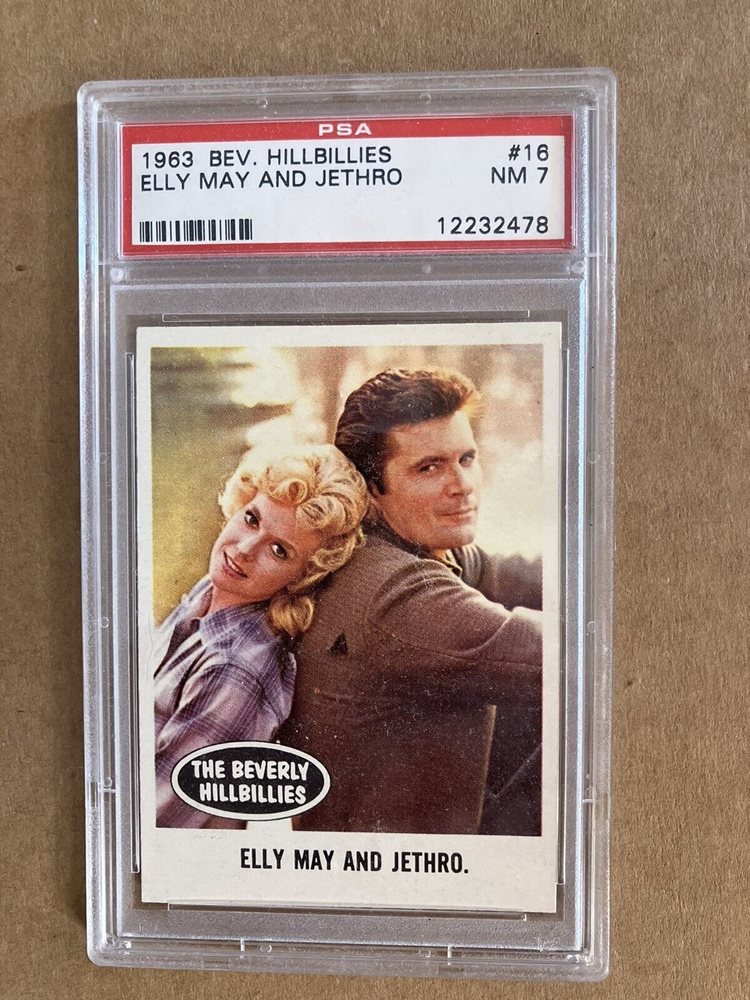 PSA
1963 BEV. HILLBILLIES #16
ELLY MAY AND JETHRO NM 7
12232478
THE BEVERLY
HILLBILLIES
ELLY MAY AND JETHRO.